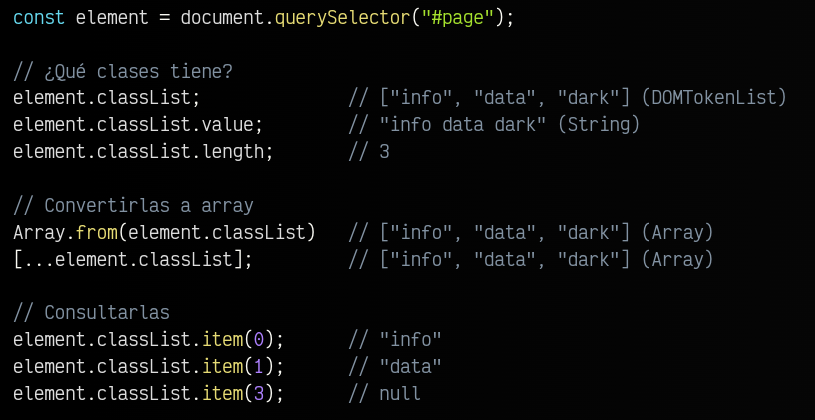 const element = document.querySelector("#page");
// ¿Qué clases tiene?
element.classList; // ["info", "data", "dark"] (DOMTokenList)
element.classList.value; // "info data dark" (String)
element.classList.length; // 3
// Convertirlas a array
Array.from(element.classList) // ["info", "data", "dark"] (Array)
[...element.classList]; // ["info", "data", "dark"] (Array)
// Consultarlas
element.classList.item(0); // "info"
element.classList.item(1); // "data"
element.classList.item(3); // null